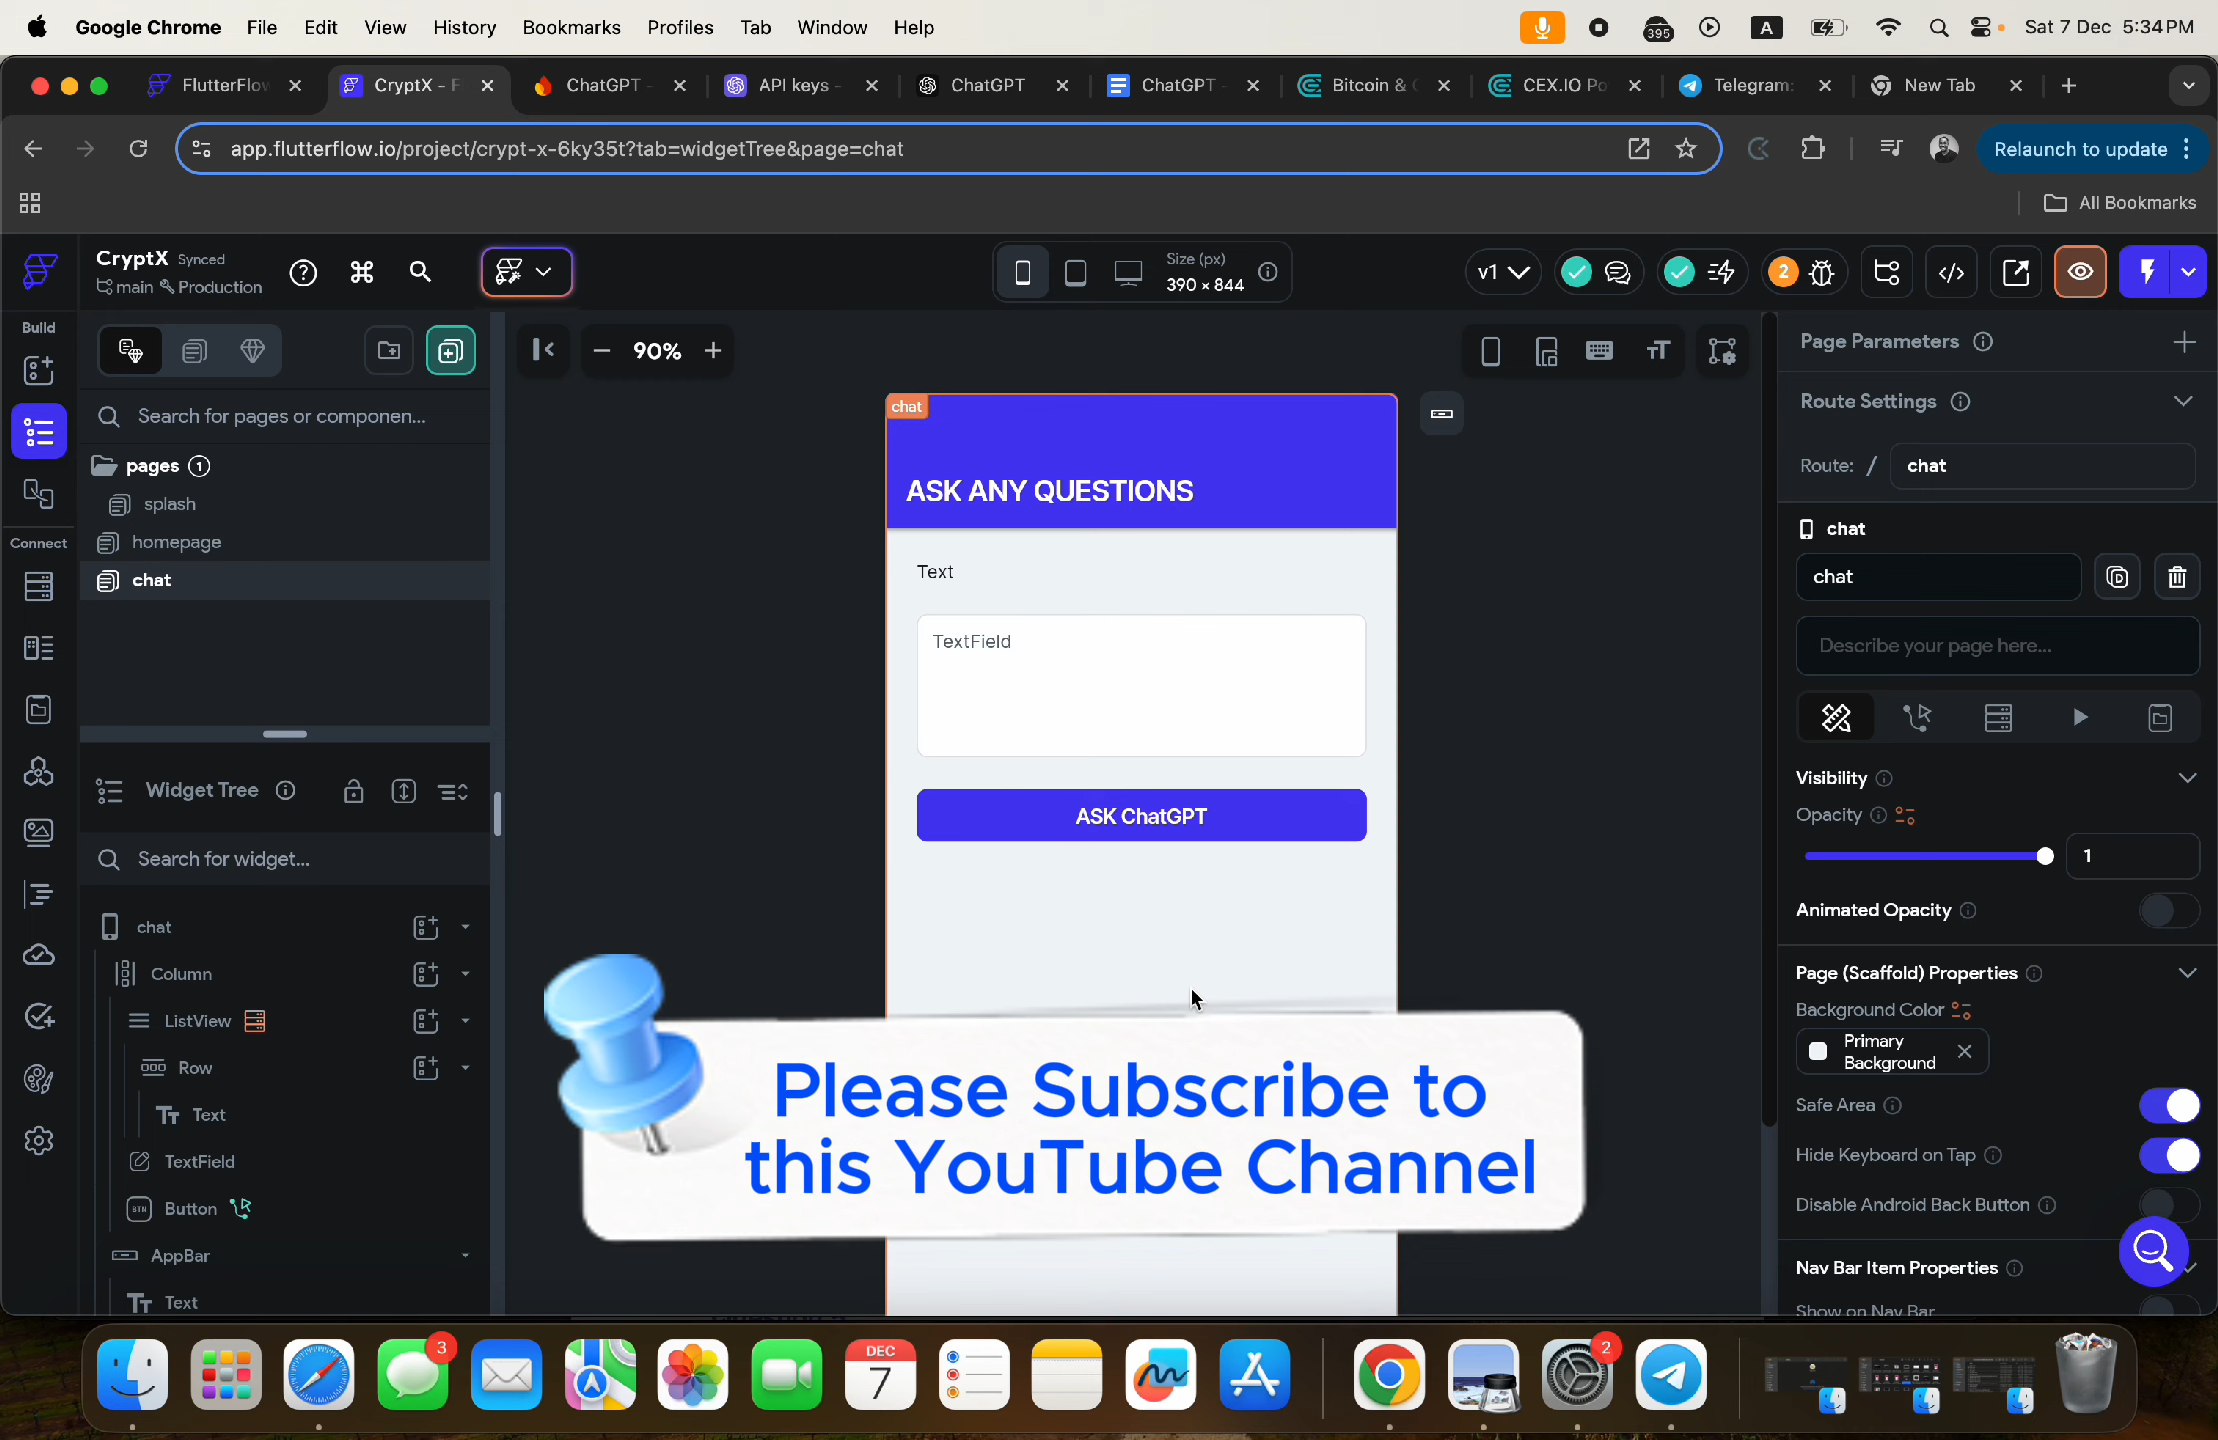 Google Chrome File Edit View History Bookmarks Profiles Tab Window Help
395 A Sat 7 Dec 5:34 PM
FlutterFlow CryptX - F ChatGPT - API keys - ChatGPT ChatGPT - Bitcoin & C CEX.IO Po Telegram: New Tab
app.flutterflow.io/project/crypt-x-6ky35t?tab=widgetTree&page=chat
Relaunch to update
All Bookmarks
CryptX Synced
main Production
Size (px)
390 × 844
v1
2
Build
Connect
90%
Search for pages or componen...
pages 1
splash
homepage
chat
Widget Tree
Search for widget...
chat
Column
ListView
Row
Text
TextField
BTN Button
AppBar
Text
chat
ASK ANY QUESTIONS
Text
TextField
ASK ChatGPT
Please Subscribe to
this YouTube Channel
Page Parameters
Route Settings
Route: / chat
chat
chat
Describe your page here...
Visibility
Opacity
1
Animated Opacity
Page (Scaffold) Properties
Background Color
Primary
Background
Safe Area
Hide Keyboard on Tap
Disable Android Back Button
Nav Bar Item Properties
Show on Nav Bar
3
DEC
7
2